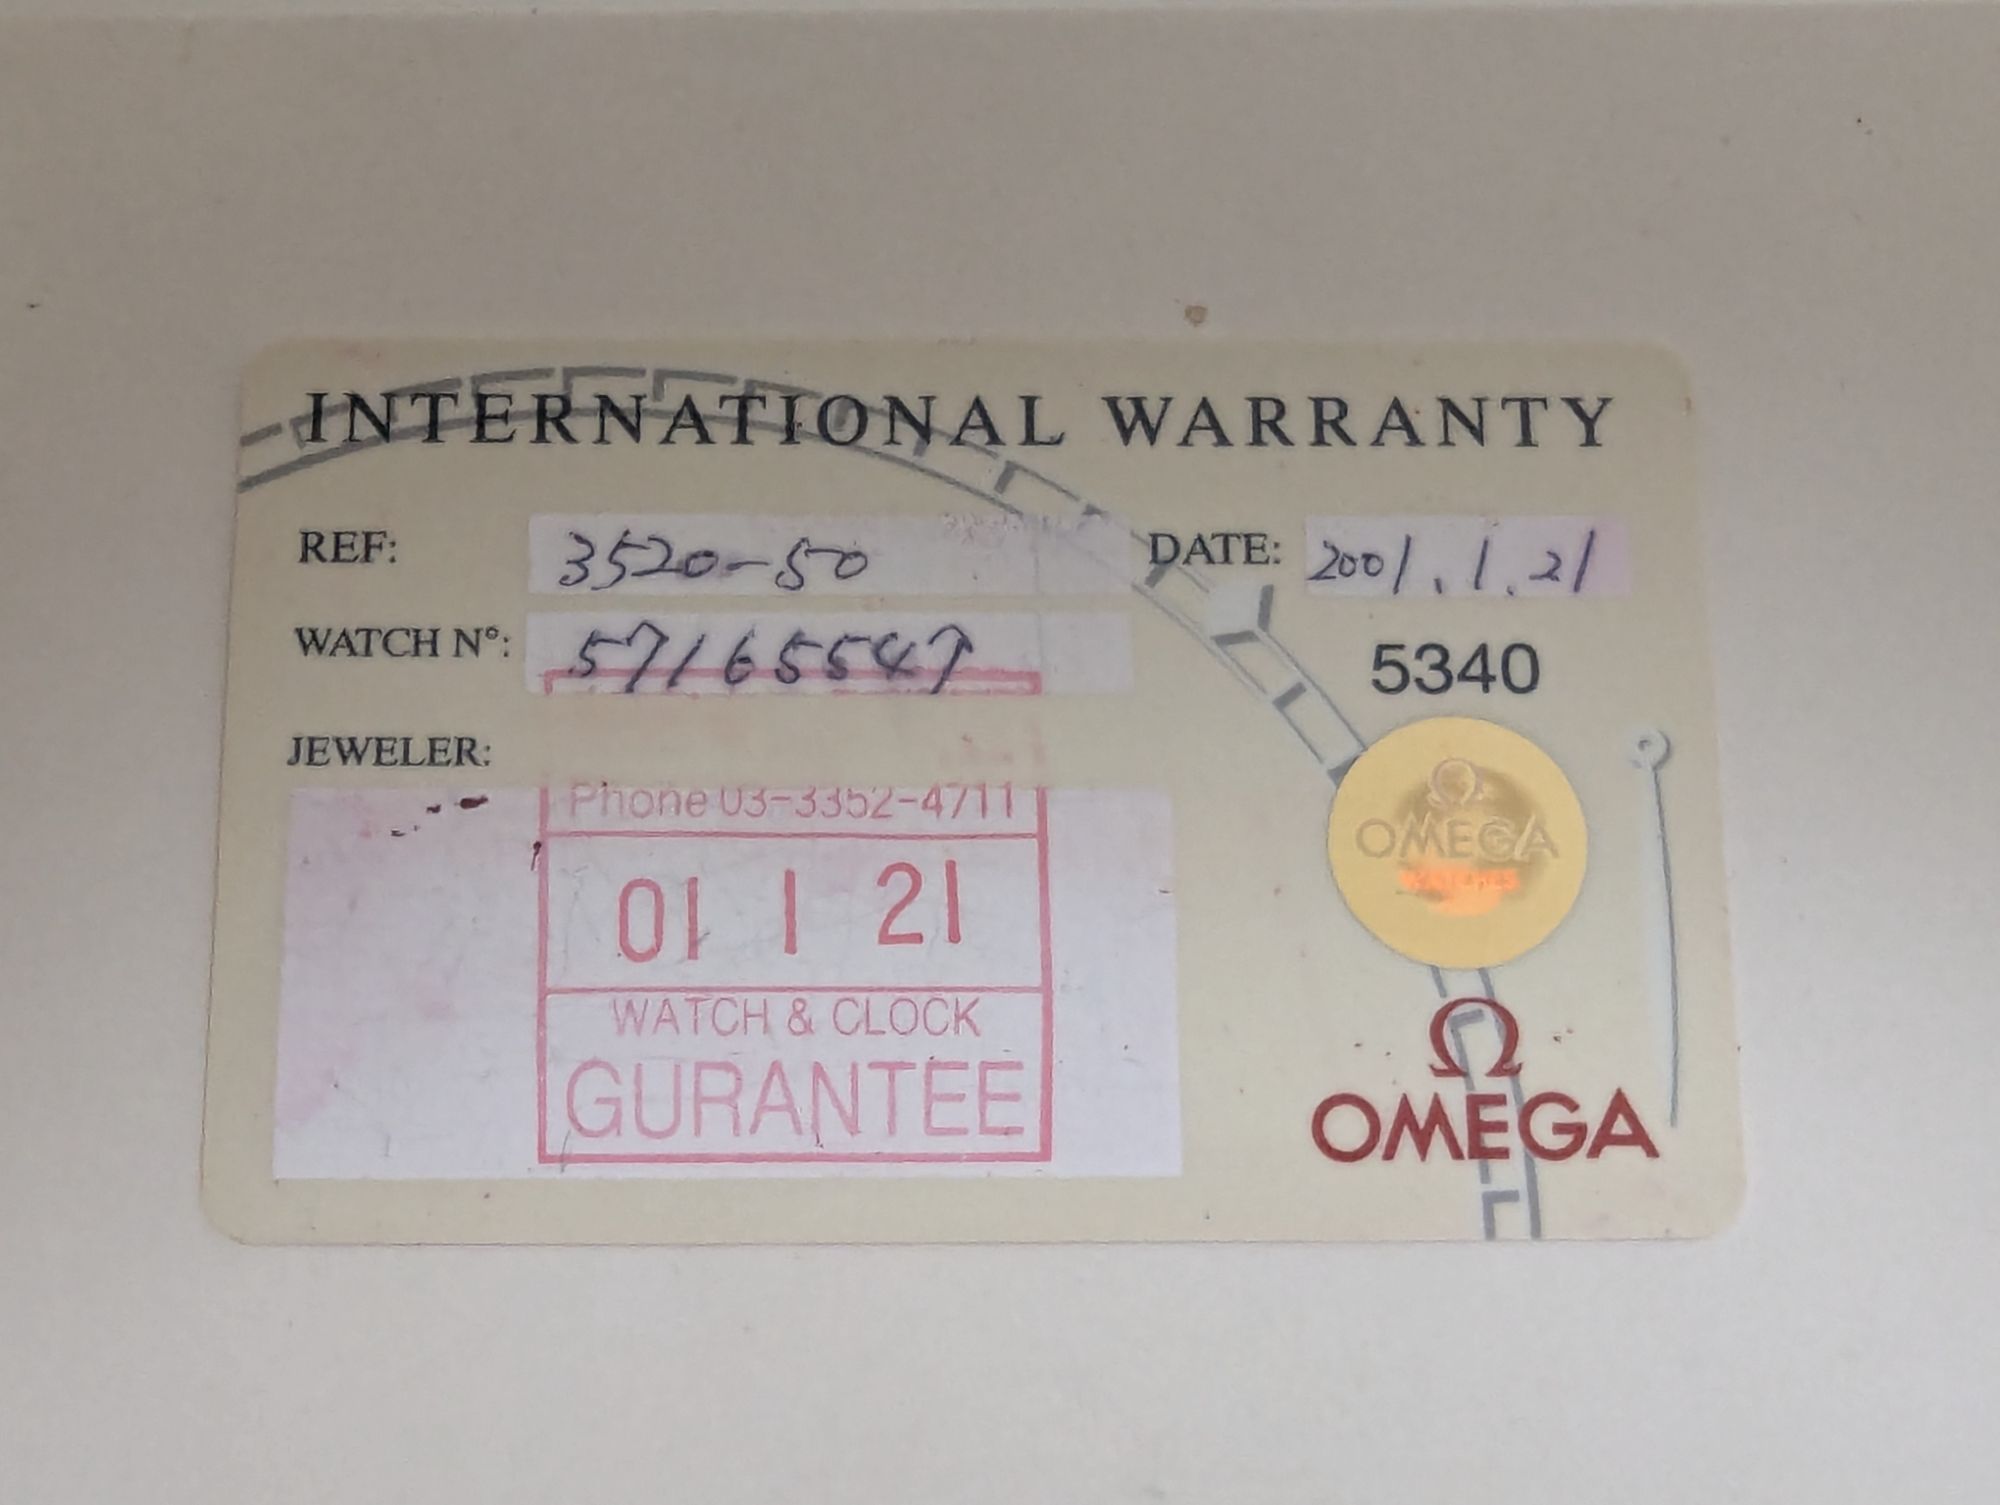 INTERNATIONAL WARRANTY
REF: 3520-50 DATE: 2001.1.21
WATCH N°: 57165547
5340
JEWELER:
Phone 03-3352-4711
Ω
OMEGA
01 1 21
WATCH & CLOCK
GURANTEE
Ω
OMEGA